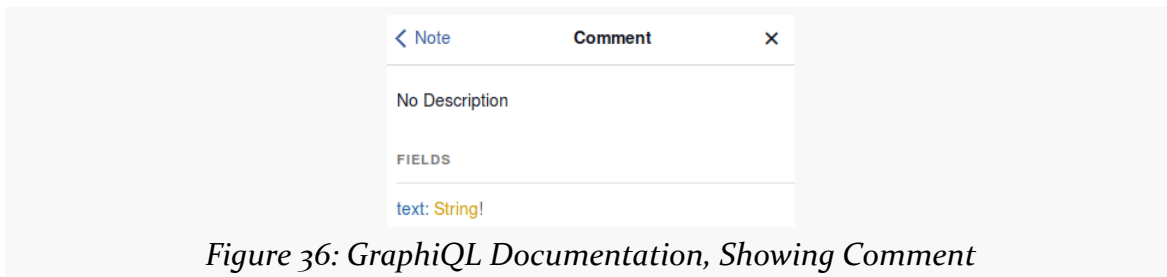 Note Comment ×
No Description
FIELDS
text: String!
Figure 36: GraphiQL Documentation, Showing Comment